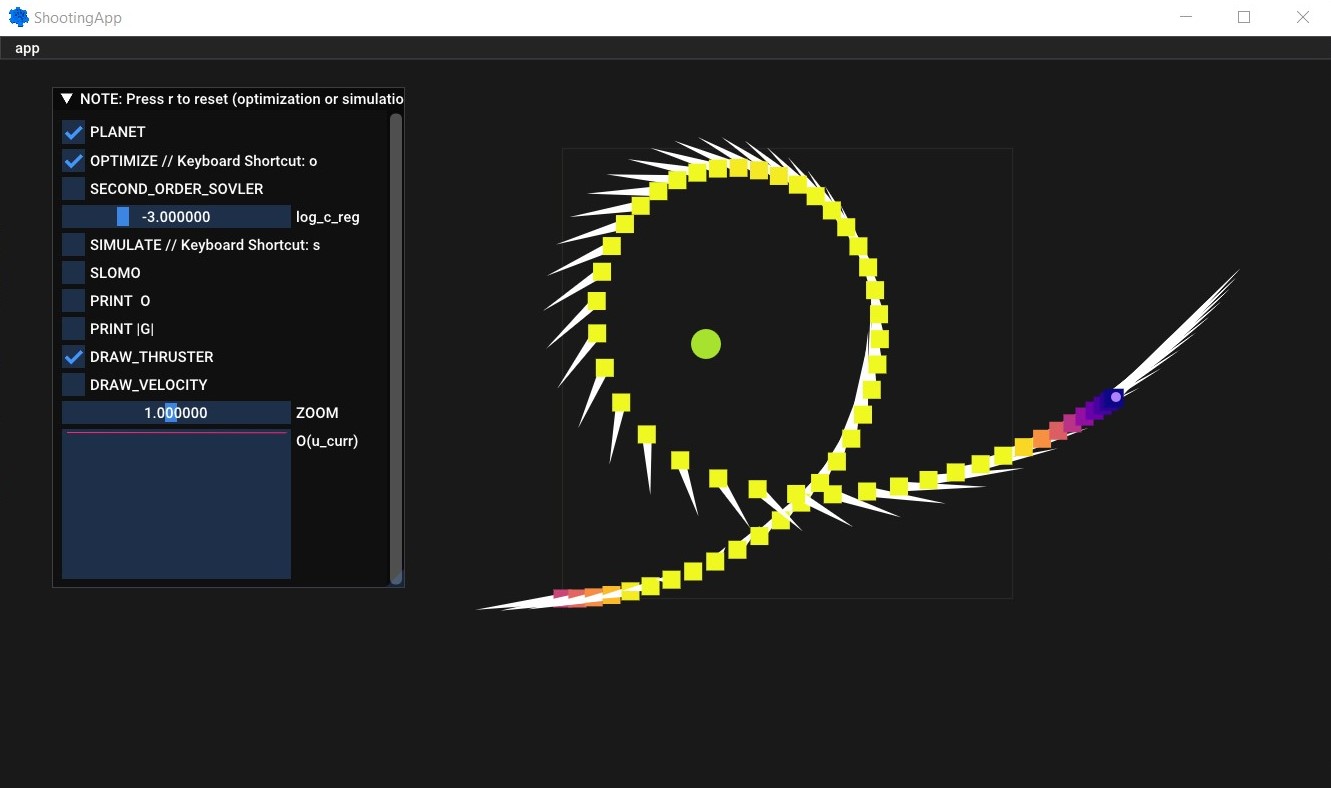 ShootingApp
app
NOTE: Press r to reset (optimization or simulatio
PLANET
OPTIMIZE // Keyboard Shortcut: o
SECOND_ORDER_SOVLER
-3.000000 log_c_reg
SIMULATE // Keyboard Shortcut: s
SLOMO
PRINT O
PRINT |G|
DRAW_THRUSTER
DRAW_VELOCITY
1.000000 ZOOM
O(u_curr)